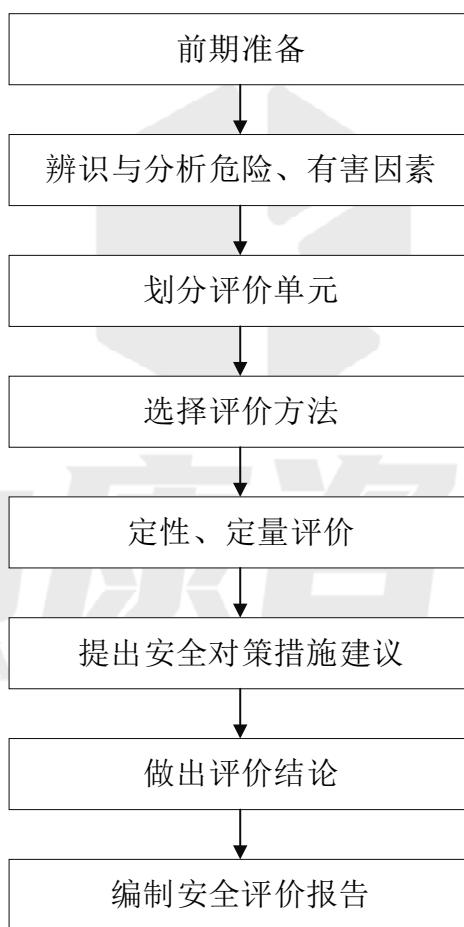 前期准备
辨识与分析危险、有害因素
划分评价单元
选择评价方法
定性、定量评价
提出安全对策措施建议
做出评价结论
编制安全评价报告